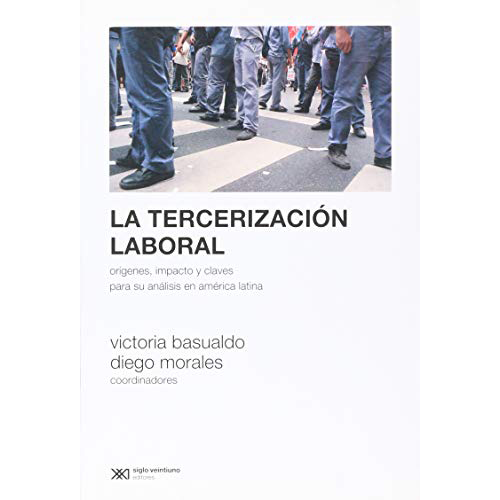 LA TERCERIZACIÓN
LABORAL
orígenes, impacto y claves
para su análisis en américa latina
victoria basualdo
diego morales
coordinadores
siglo veintiuno
editores